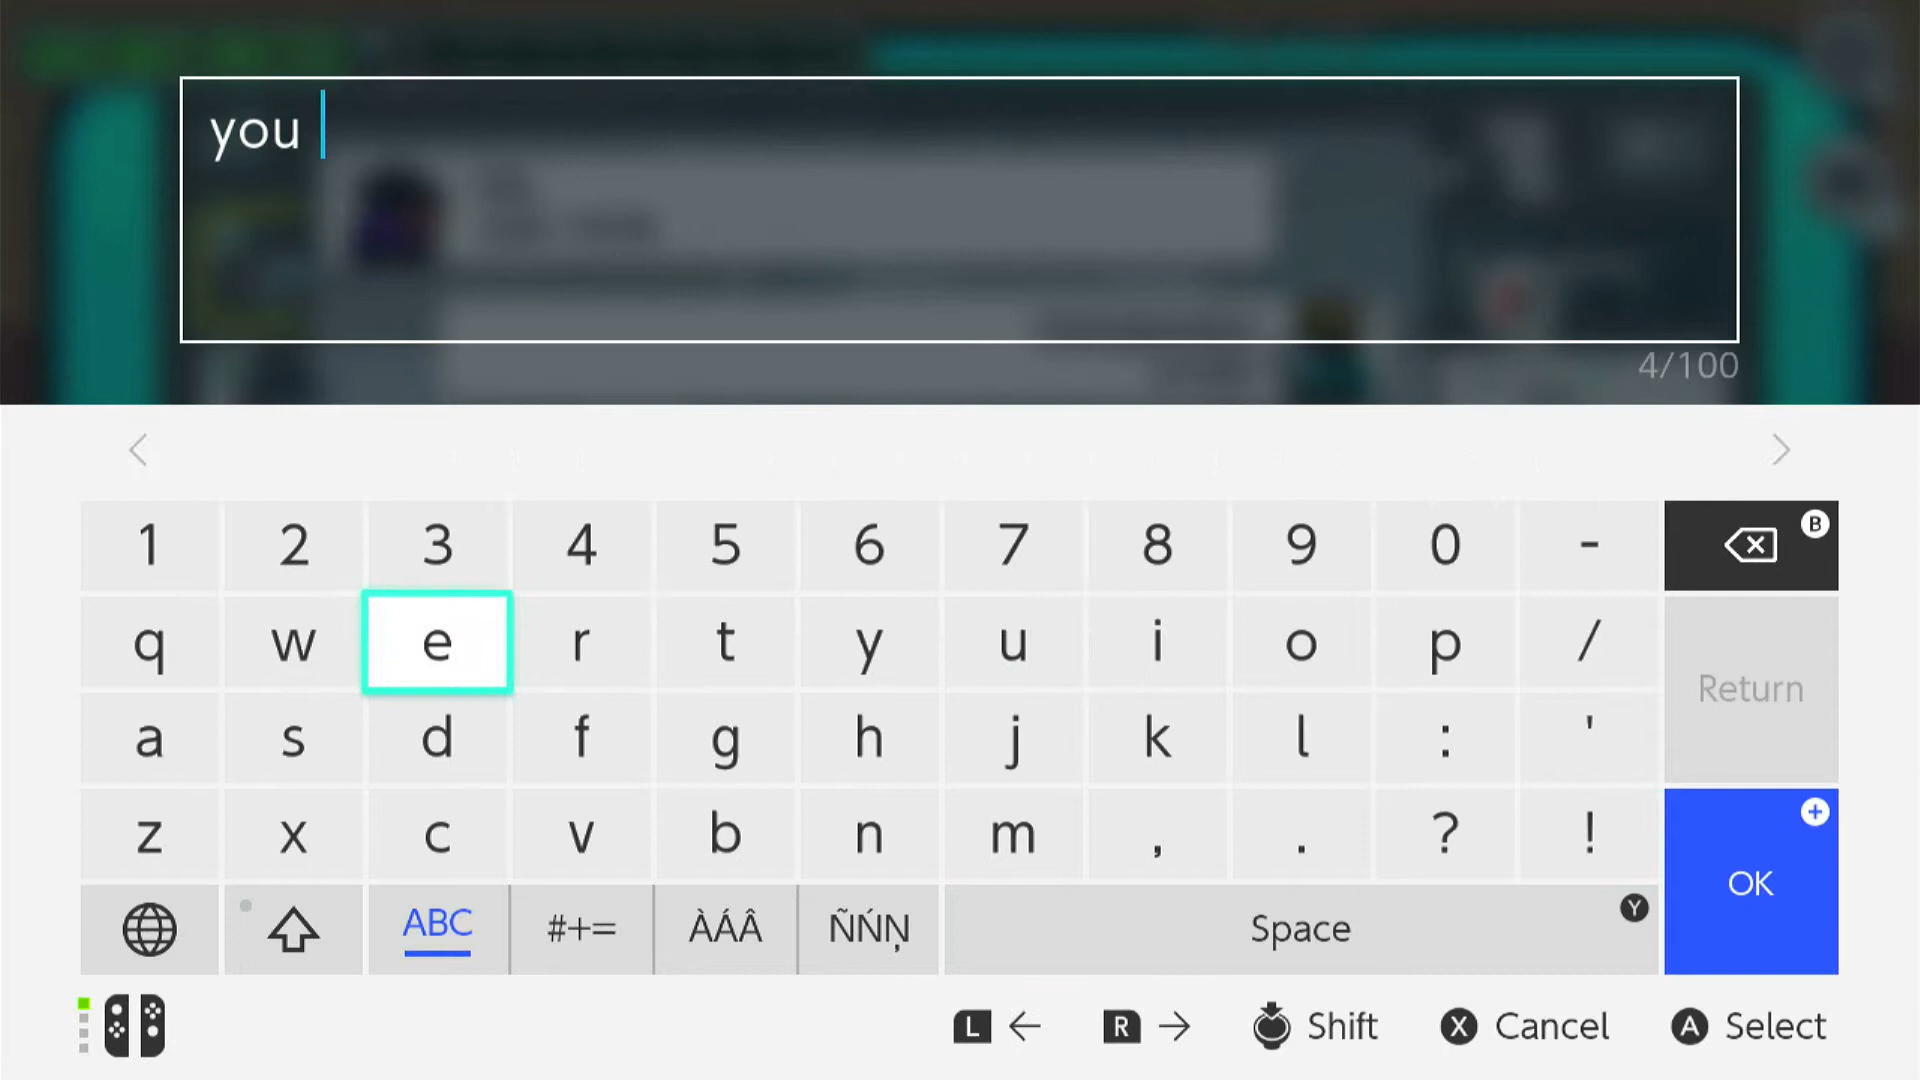 you
4/100
1 2 3 4 5 6 7 8 9 0 - B
q w e r t y u i o p / Return
a s d f g h j k l : '
z x c v b n m , . ? ! + OK
ABC #+= ÀÁÂ ÑŃŅ Space Y
L ← R → Shift X Cancel A Select